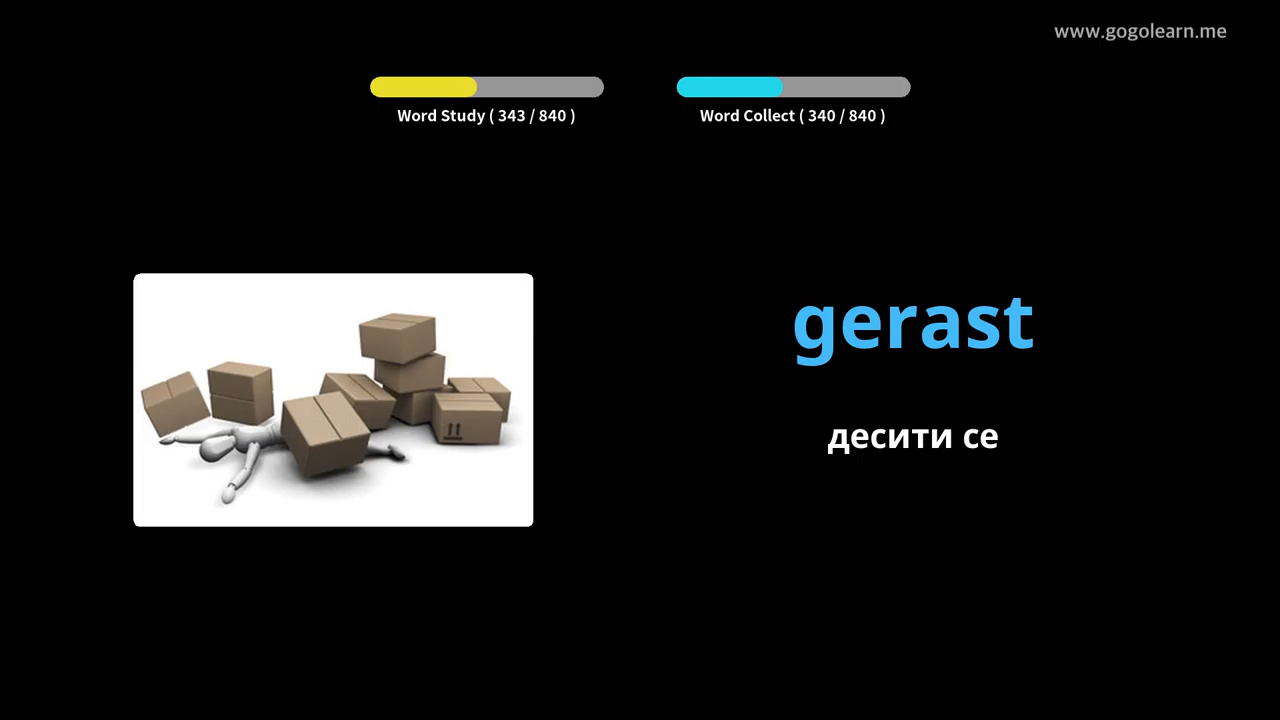 www.gogolearn.me
Word Study ( 343 / 840 )
Word Collect ( 340 / 840 )
gerast
десити се